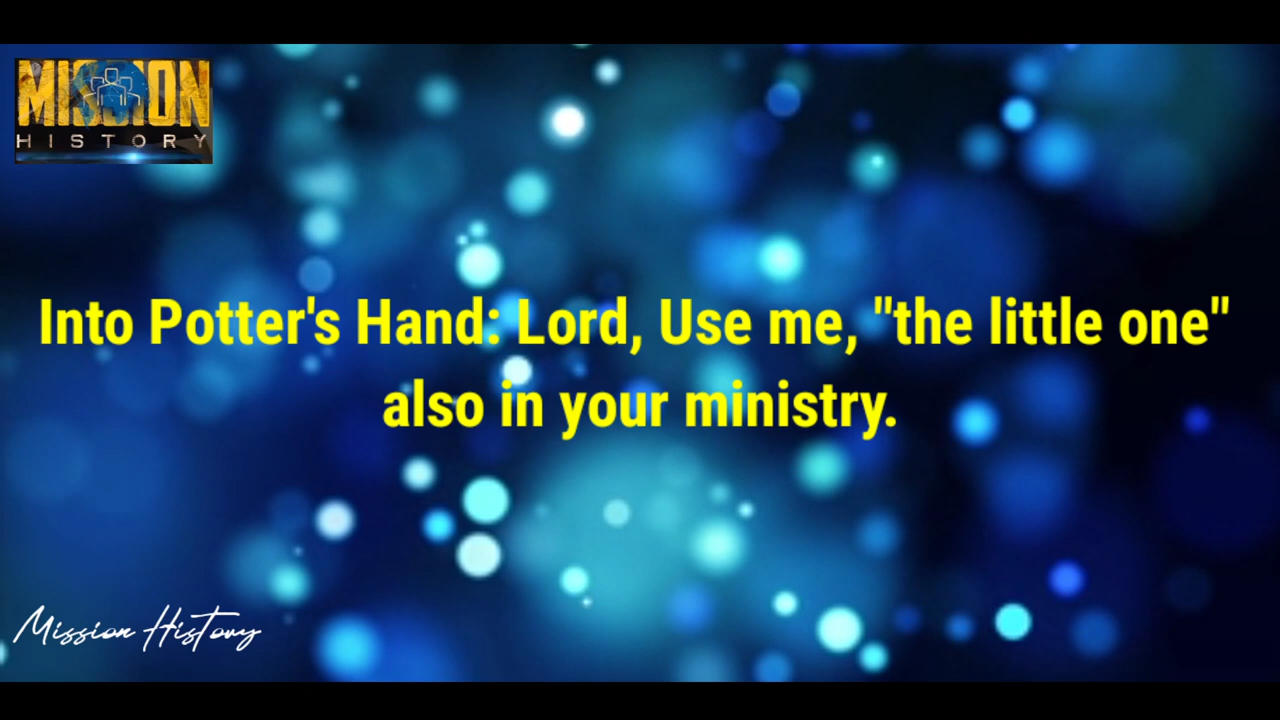 MISSION
HISTORY
Into Potter's Hand: Lord, Use me, "the little one"
also in your ministry.
Mission History